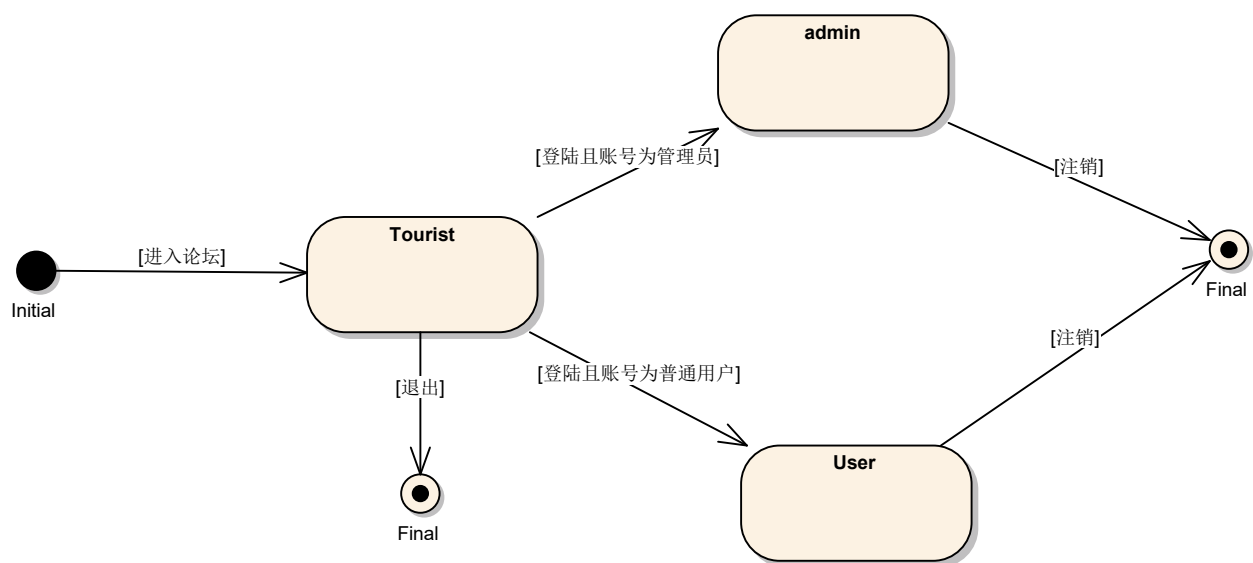 admin
[登陆且账号为管理员]
[注销]
Tourist
[进入论坛]
Initial
Final
[注销]
[登陆且账号为普通用户]
[退出]
User
Final